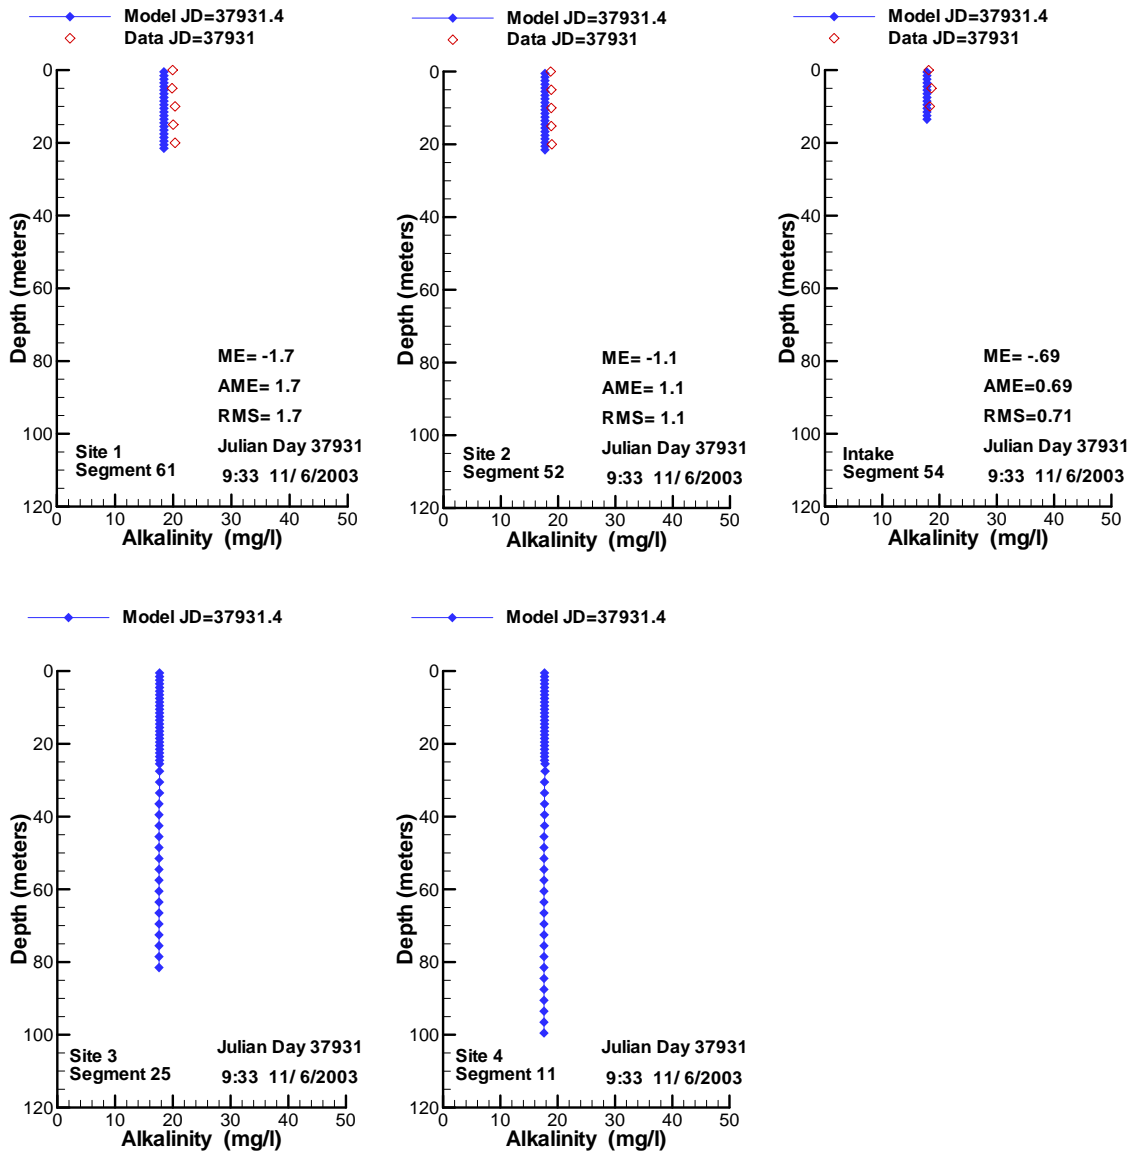 Model JD=37931.4
Data JD=37931
0
20
40
60
80
100
120
Depth (meters)
ME= -1.7
AME= 1.7
RMS= 1.7
Site 1
Segment 61
Julian Day 37931
9:33 11/ 6/2003
0 10 20 30 40 50
Alkalinity (mg/l)
Model JD=37931.4
Data JD=37931
0
20
40
60
80
100
120
Depth (meters)
ME= -1.1
AME= 1.1
RMS= 1.1
Site 2
Segment 52
Julian Day 37931
9:33 11/ 6/2003
0 10 20 30 40 50
Alkalinity (mg/l)
Model JD=37931.4
Data JD=37931
0
20
40
60
80
100
120
Depth (meters)
ME= -.69
AME=0.69
RMS=0.71
Intake
Segment 54
Julian Day 37931
9:33 11/ 6/2003
0 10 20 30 40 50
Alkalinity (mg/l)
Model JD=37931.4
0
20
40
60
80
100
120
Depth (meters)
Site 3
Segment 25
Julian Day 37931
9:33 11/ 6/2003
0 10 20 30 40 50
Alkalinity (mg/l)
Model JD=37931.4
0
20
40
60
80
100
120
Depth (meters)
Site 4
Segment 11
Julian Day 37931
9:33 11/ 6/2003
0 10 20 30 40 50
Alkalinity (mg/l)